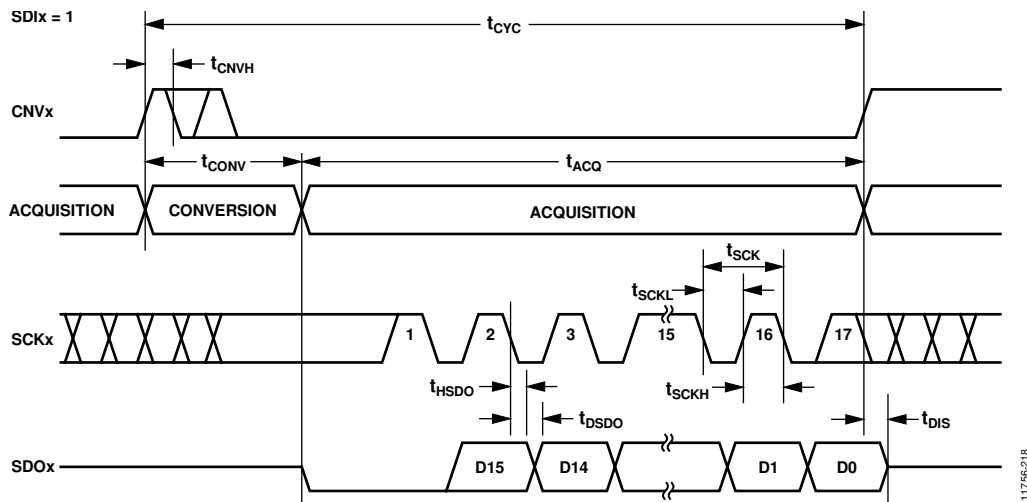 SDIx = 1
tCYC
tCNVH
CNVx
tCONV
tACQ
ACQUISITION
CONVERSION
ACQUISITION
tSCK
tSCKL
SCKx
1
2
3
15
16
17
tHSDO
tSCKH
tDSDO
tDIS
SDOx
D15
D14
D1
D0
11756-218